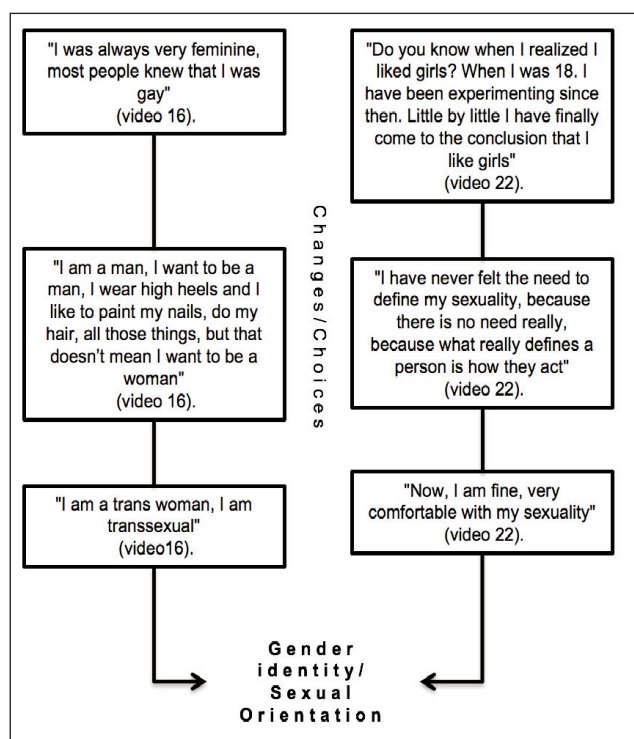 "I was always very feminine,
most people knew that I was
gay"
(video 16).
"I am a man, I want to be a
man, I wear high heels and I
like to paint my nails, do my
hair, all those things, but that
doesn't mean I want to be a
woman"
(video 16).
"I am a trans woman, I am
transsexual"
(video16).
Changes/Choices
"Do you know when I realized I
liked girls? When I was 18. I
have been experimenting since
then. Little by little I have finally
come to the conclusion that I
like girls"
(video 22).
"I have never felt the need to
define my sexuality, because
there is no need really,
because what really defines a
person is how they act"
(video 22).
"Now, I am fine, very
comfortable with my sexuality"
(video 22).
Gender
identity/
Sexual
Orientation